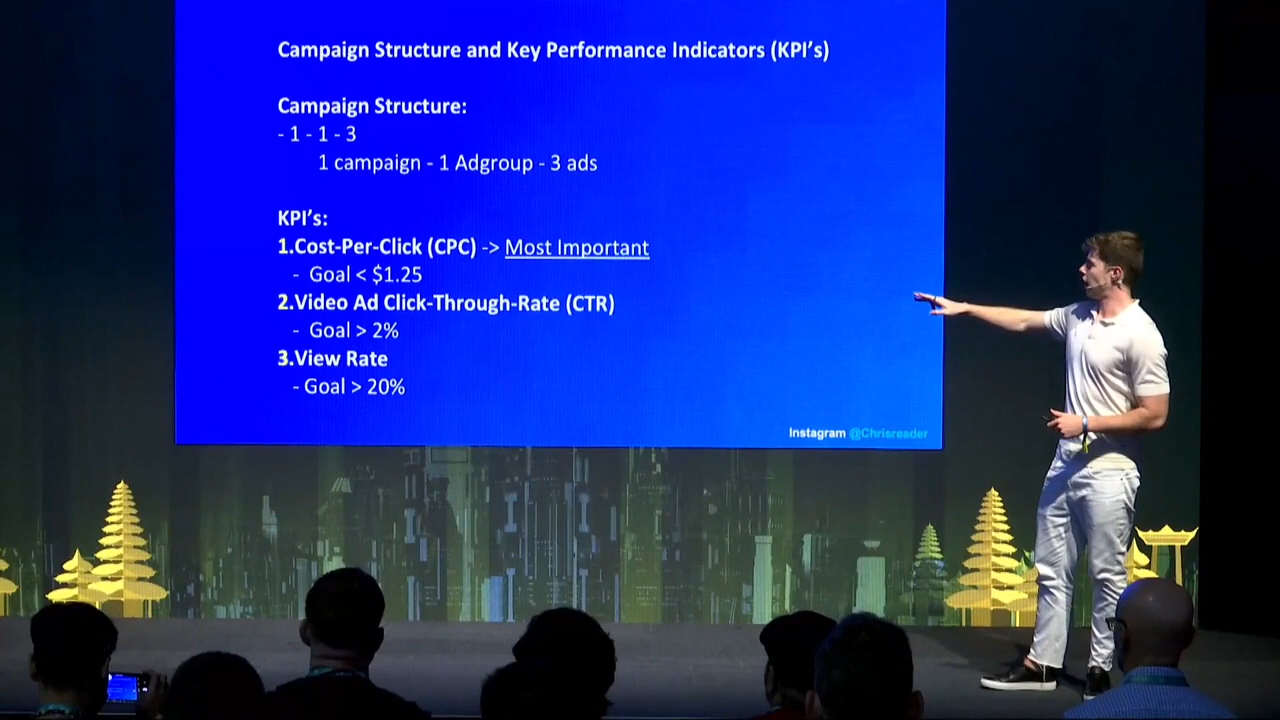 Campaign Structure and Key Performance Indicators (KPI's)
Campaign Structure:
- 1 - 1 - 3
1 campaign - 1 Adgroup - 3 ads
KPI's:
1.Cost-Per-Click (CPC) -> Most Important
- Goal < $1.25
2.Video Ad Click-Through-Rate (CTR)
- Goal > 2%
3.View Rate
- Goal > 20%
Instagram @Chrisreader